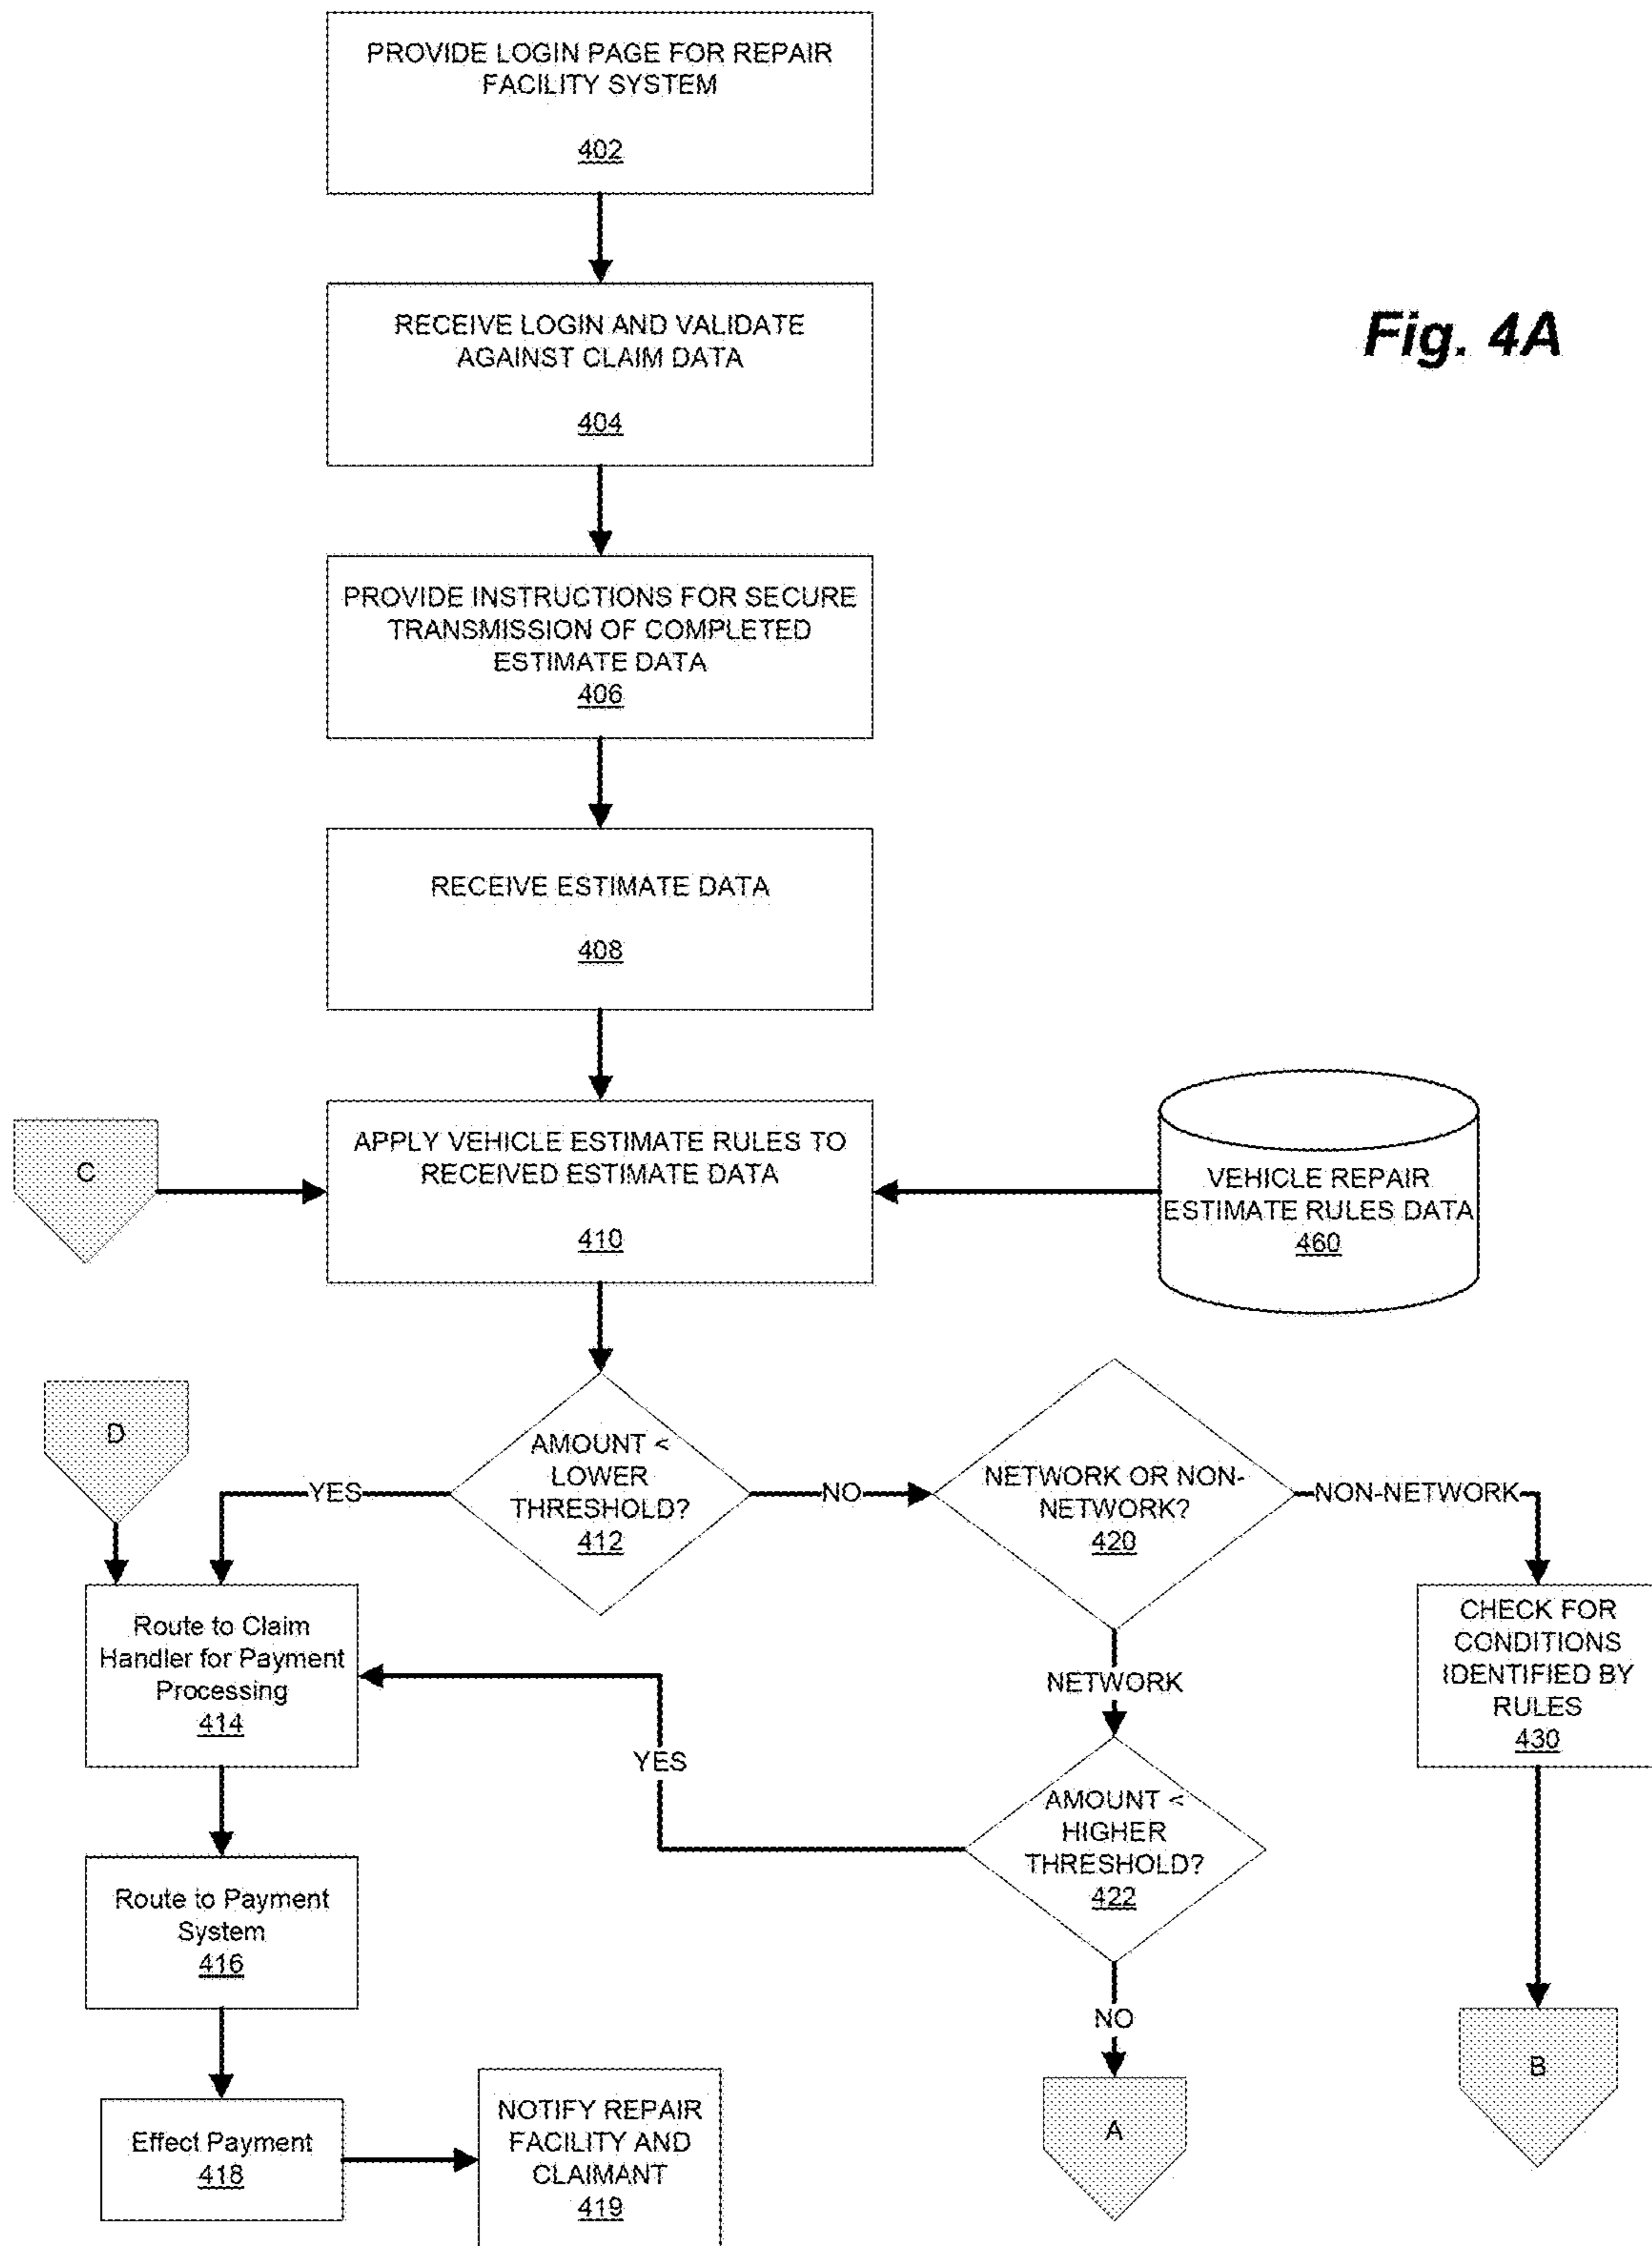 PROVIDE LOGIN PAGE FOR REPAIR
FACILITY SYSTEM
402
Fig. 4A
RECEIVE LOGIN AND VALIDATE
AGAINST CLAIM DATA
404
PROVIDE INSTRUCTIONS FOR SECURE
TRANSMISSION OF COMPLETED
ESTIMATE DATA
406
RECEIVE ESTIMATE DATA
408
C
APPLY VEHICLE ESTIMATE RULES TO
RECEIVED ESTIMATE DATA
410
VEHICLE REPAIR
ESTIMATE RULES DATA
460
D
YES
AMOUNT <
LOWER
THRESHOLD?
412
NO
NETWORK OR NON-
NETWORK?
420
NON-NETWORK
Route to Claim
Handler for Payment
Processing
414
NETWORK
CHECK FOR
CONDITIONS
IDENTIFIED BY
RULES
430
YES
AMOUNT <
HIGHER
THRESHOLD?
422
Route to Payment
System
416
NO
A
B
Effect Payment
418
NOTIFY REPAIR
FACILITY AND
CLAIMANT
419